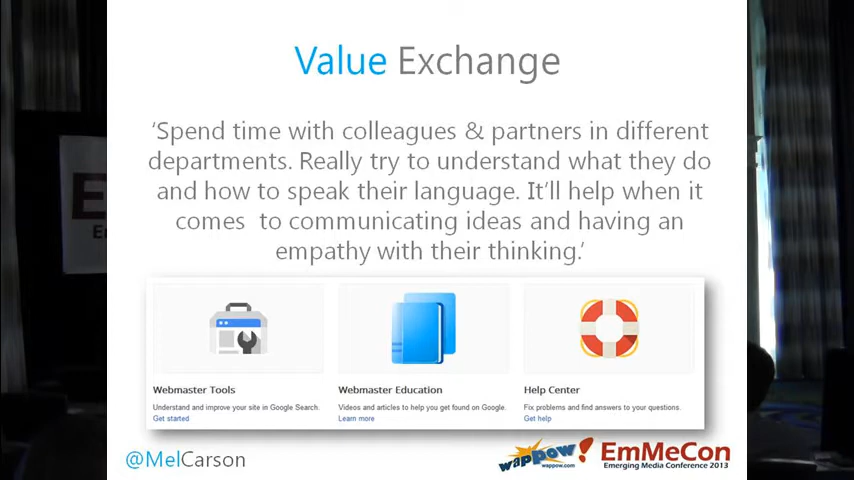 Value Exchange
‘Spend time with colleagues & partners in different
departments. Really try to understand what they do
and how to speak their language. It’ll help when it
comes  to communicating ideas and having an
empathy with their thinking.’
Webmaster Tools
Understand and improve your site in Google Search.
Get started
Webmaster Education
Videos and articles to help you get found on Google.
Learn more
Help Center
Fix problems and find answers to your questions.
Get help
@MelCarson
wappow!
wappow.com
EmMeCon
Emerging Media Conference 2013